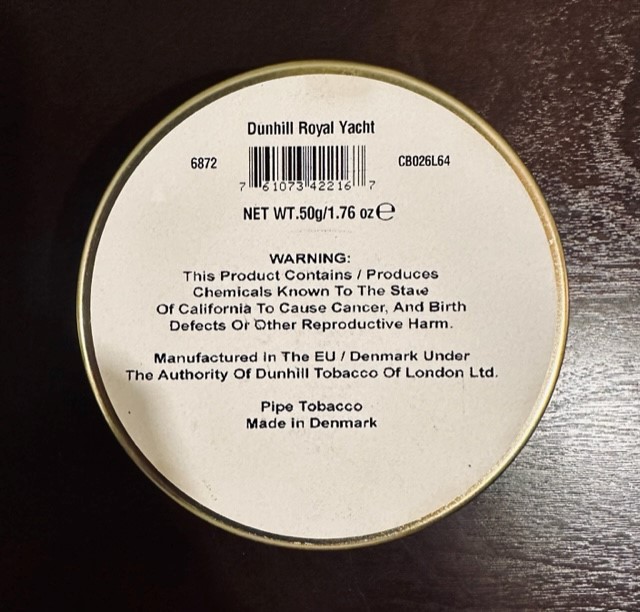 Dunhill Royal Yacht
6872 CB026L64
7 61073 42216 7
NET WT.50g/1.76 oz ℮
WARNING:
This Product Contains / Produces
Chemicals Known To The State
Of California To Cause Cancer, And Birth
Defects Or Other Reproductive Harm.
Manufactured In The EU / Denmark Under
The Authority Of Dunhill Tobacco Of London Ltd.
Pipe Tobacco
Made in Denmark